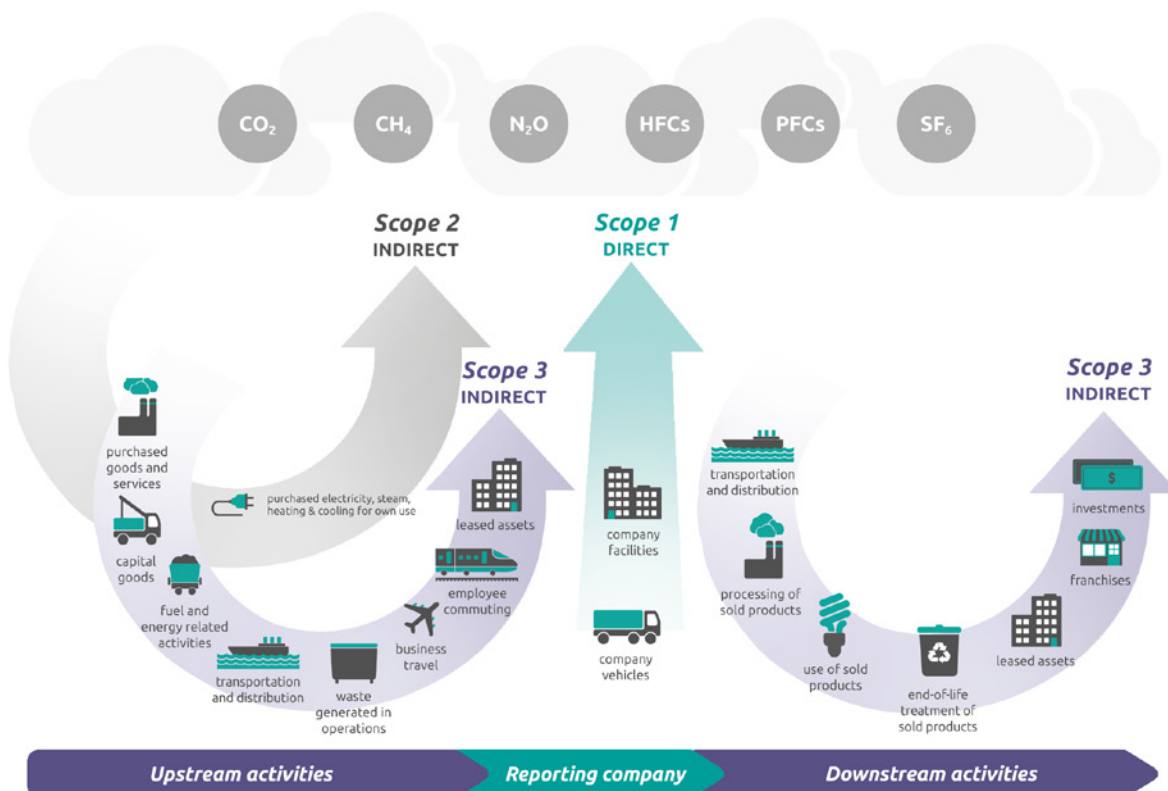 CO₂
CH₄
N₂O
HFCs
PFCs
SF₆
Scope 2
INDIRECT
Scope 1
DIRECT
Scope 3
INDIRECT
Scope 3
INDIRECT
purchased
goods and
services
capital
goods
fuel and
energy related
activities
transportation
and distribution
waste
generated in
operations
business
travel
employee
commuting
leased assets
purchased electricity, steam,
heating & cooling for own use
company
facilities
company
vehicles
transportation
and distribution
processing of
sold products
use of sold
products
end-of-life
treatment of
sold products
leased assets
franchises
$
investments
Upstream activities
Reporting company
Downstream activities